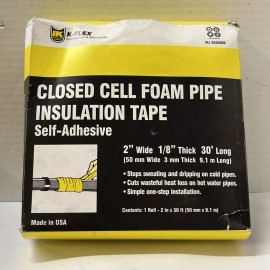 K-FLEX
CLOSED CELL FOAM PIPE
INSULATION TAPE
Self-Adhesive
2" Wide 1/8" Thick 30' Long
(50 mm Wide 3 mm Thick 9.1 m Long)
• Stops sweating and dripping on cold pipes.
• Cuts wasteful heat loss on hot water pipes.
• Simple one-step installation.
Made in USA
Contents: 1 Roll - 2 in x 30 ft (50 mm x 9.1 m)